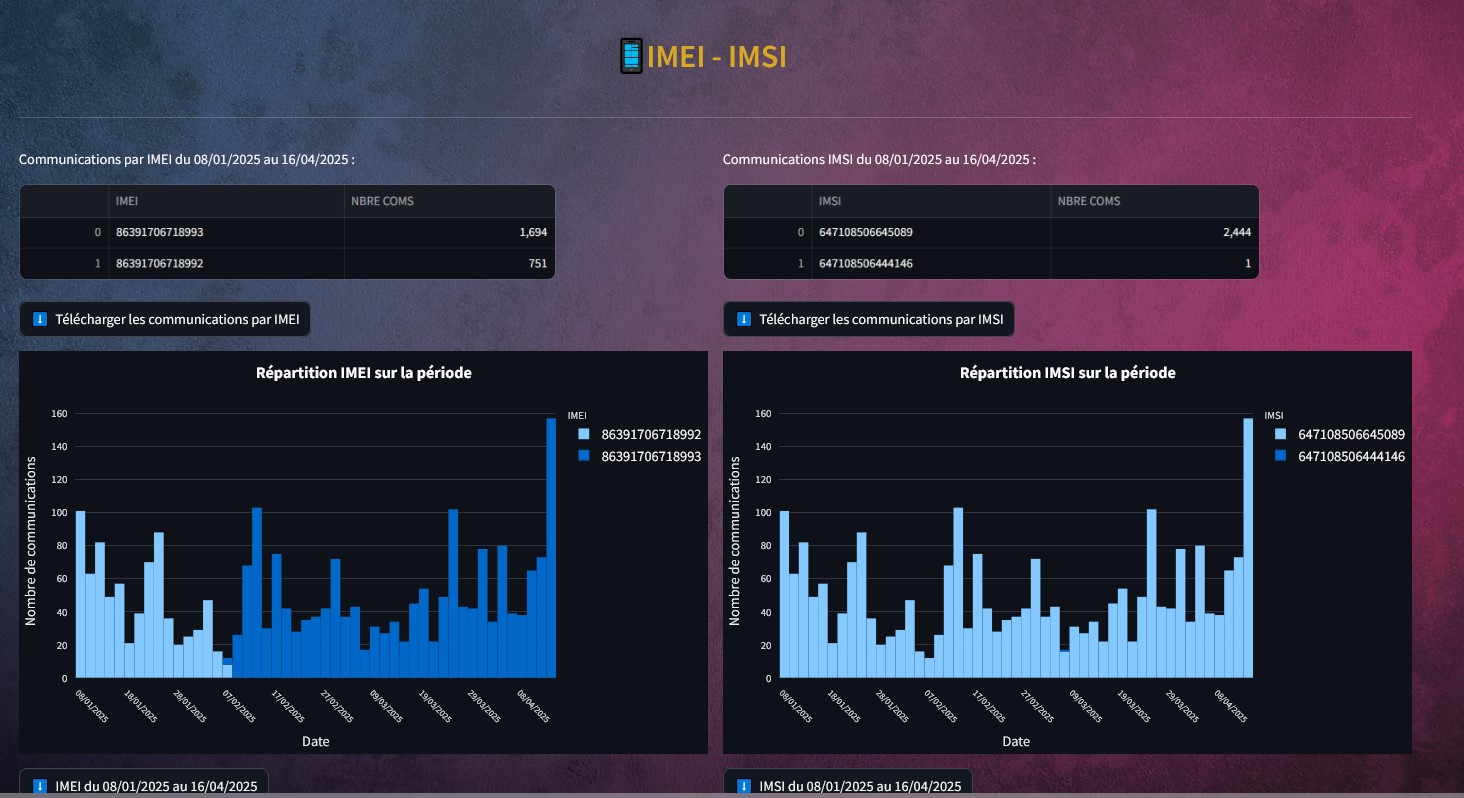 IMEI - IMSI
Communications par IMEI du 08/01/2025 au 16/04/2025 :
IMEI NBRE COMS
0 86391706718993 1,694
1 86391706718992 751
Télécharger les communications par IMEI
Répartition IMEI sur la période
Nombre de communications
160
140
120
100
80
60
40
20
0
08/01/2025 18/01/2025 28/01/2025 07/02/2025 17/02/2025 27/02/2025 09/03/2025 19/03/2025 29/03/2025 08/04/2025
Date
IMEI
86391706718992
86391706718993
IMEI du 08/01/2025 au 16/04/2025
Communications IMSI du 08/01/2025 au 16/04/2025 :
IMSI NBRE COMS
0 647108506645089 2,444
1 647108506444146 1
Télécharger les communications par IMSI
Répartition IMSI sur la période
Nombre de communications
160
140
120
100
80
60
40
20
0
08/01/2025 18/01/2025 28/01/2025 07/02/2025 17/02/2025 27/02/2025 09/03/2025 19/03/2025 29/03/2025 08/04/2025
Date
IMSI
647108506645089
647108506444146
IMSI du 08/01/2025 au 16/04/2025